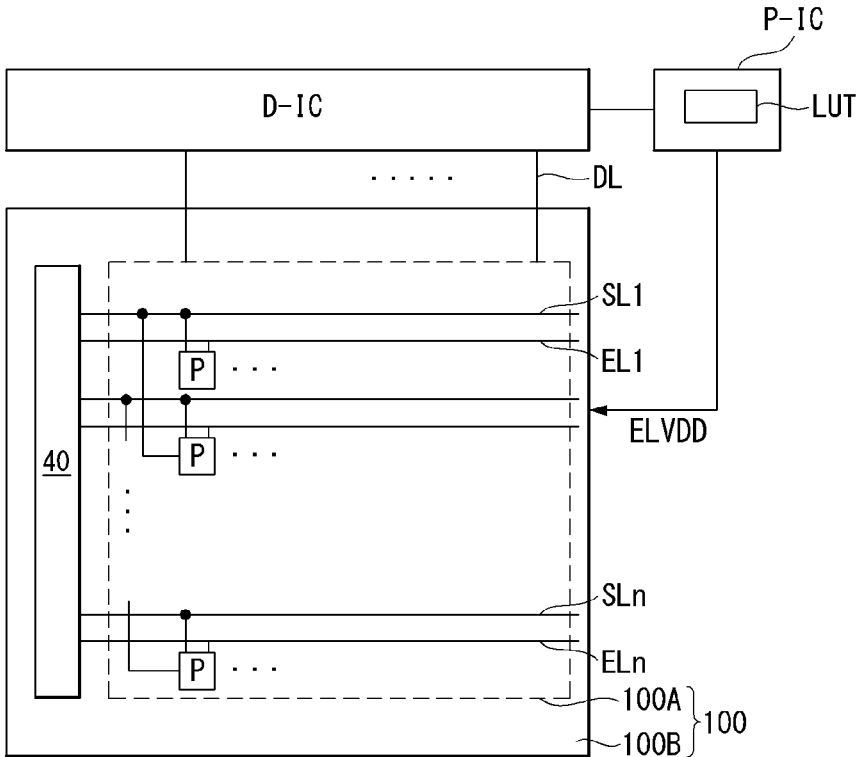 P-IC
D-IC
LUT
DL
SL1
EL1
P
ELVDD
40
P
SLn
ELn
P
100A
100
100B